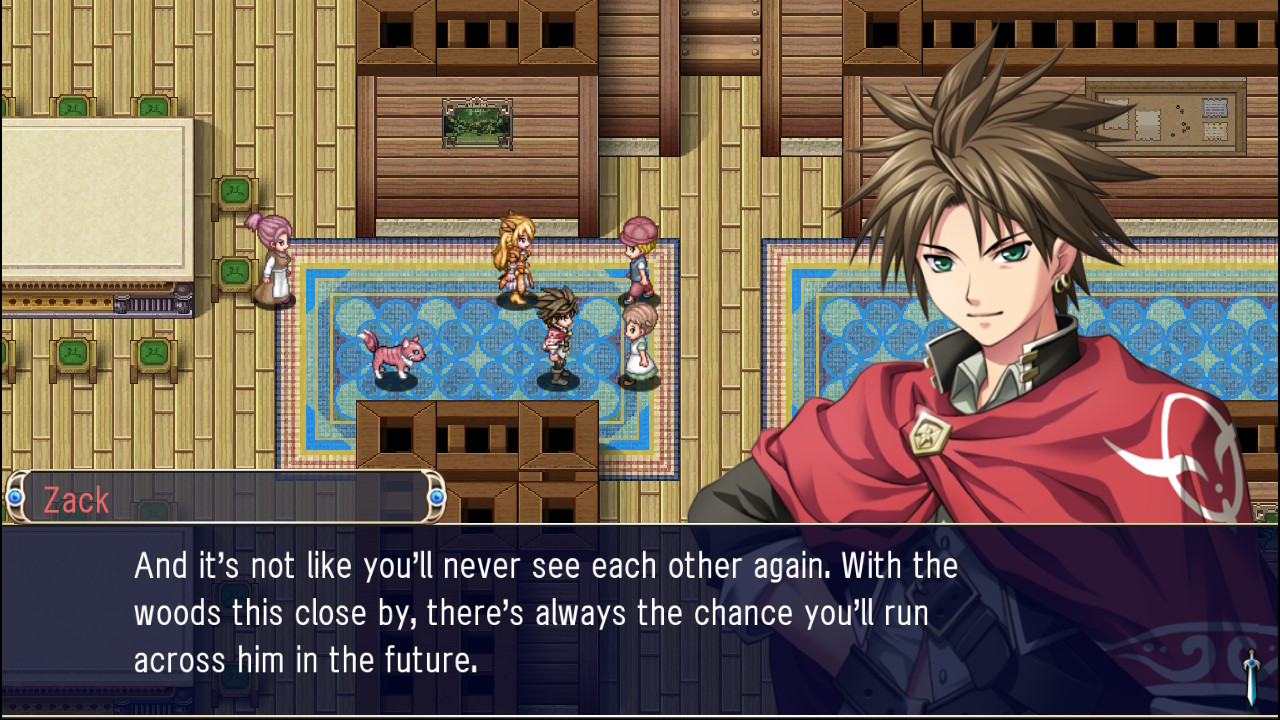 Zack
And it's not like you'll never see each other again. With the
woods this close by, there's always the chance you'll run
across him in the future.